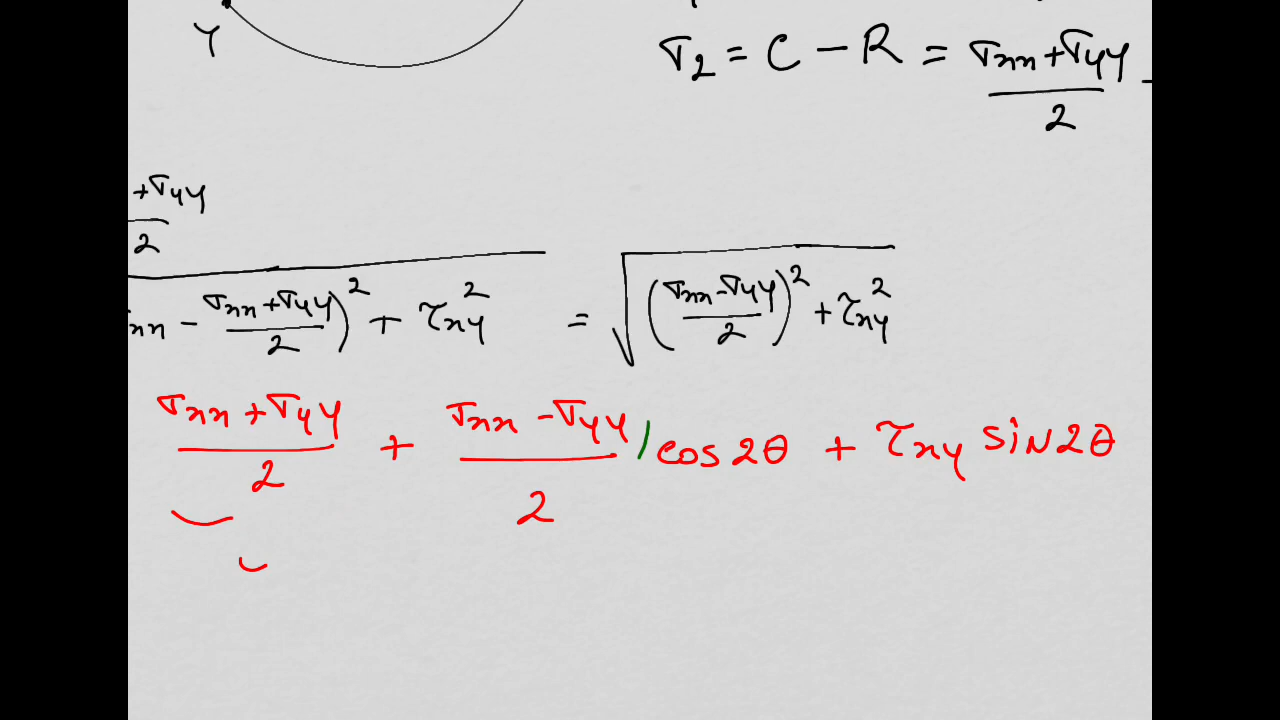 Y
σ₂ = C - R = (σxx + σyy)/2 -
+σyy/2
σxx - (σxx + σyy)/2)² + τxy² = √(((σxx - σyy)/2)² + τxy²)
(σxx + σyy)/2 + (σxx - σyy)/2 cos 2θ + τxy sin 2θ